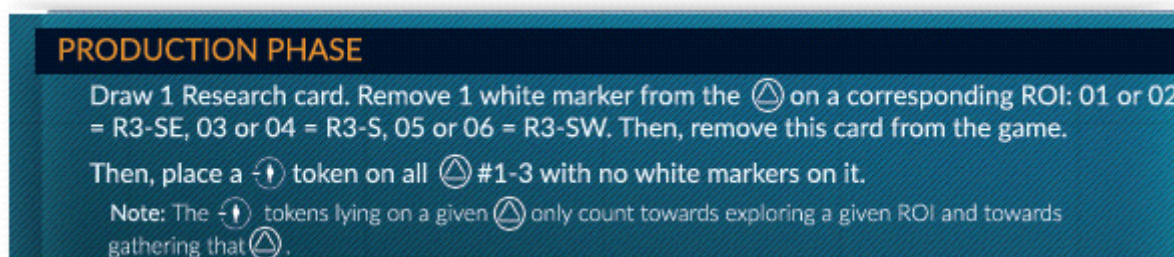 PRODUCTION PHASE
Draw 1 Research card. Remove 1 white marker from the on a corresponding ROI: 01 or 02
= R3-SE, 03 or 04 = R3-S, 05 or 06 = R3-SW. Then, remove this card from the game.
Then, place a token on all #1-3 with no white markers on it.
Note: The tokens lying on a given only count towards exploring a given ROI and towards
gathering that .